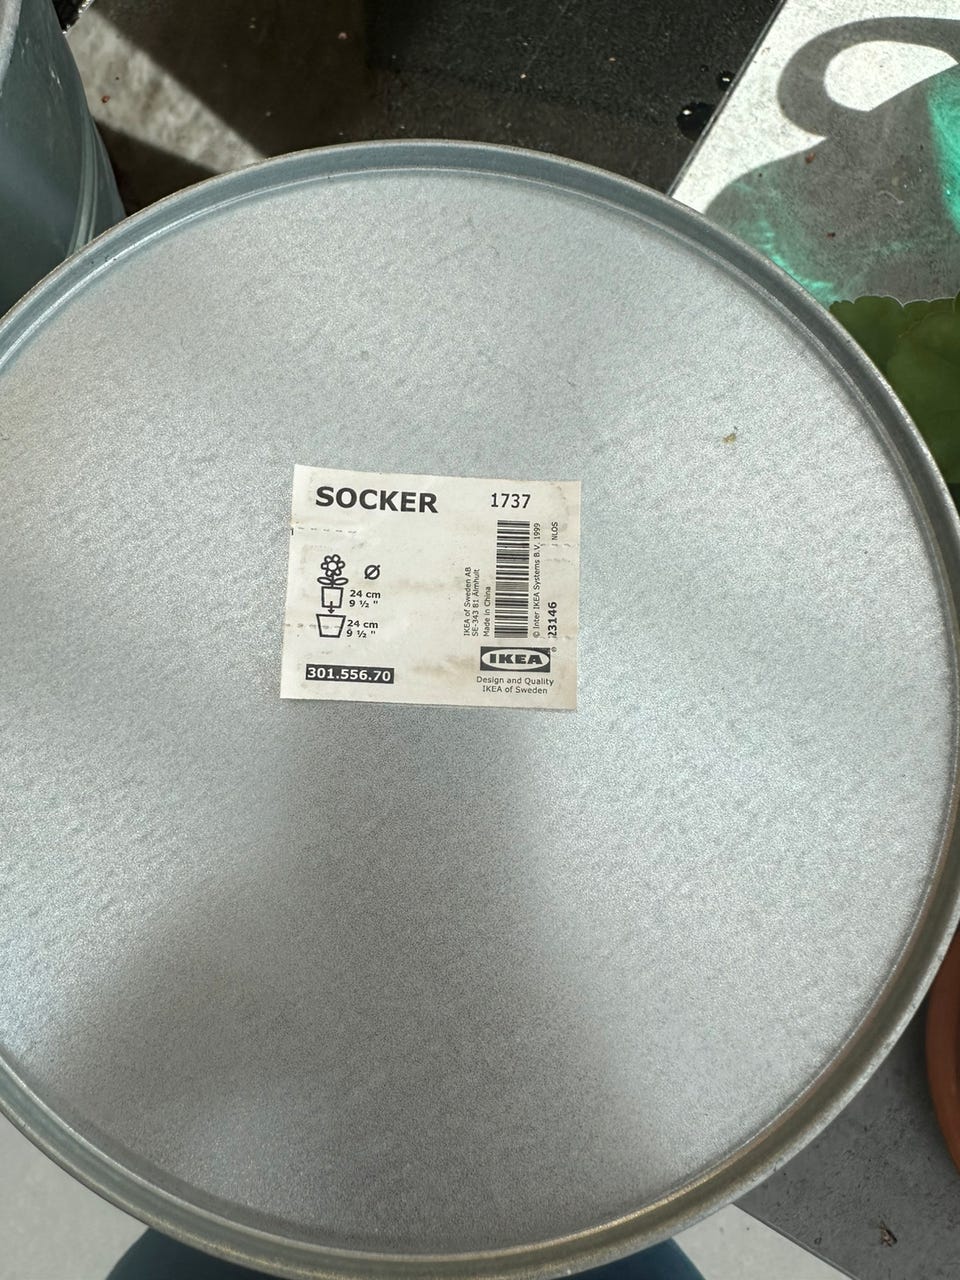 SOCKER
1737
Ø
24 cm
9 ½ "
24 cm
9 ½ "
301.556.70
IKEA of Sweden AB
SE-343 81 Älmhult
Made in China
© Inter IKEA Systems B.V. 1999
23146
IKEA
®
Design and Quality
IKEA of Sweden